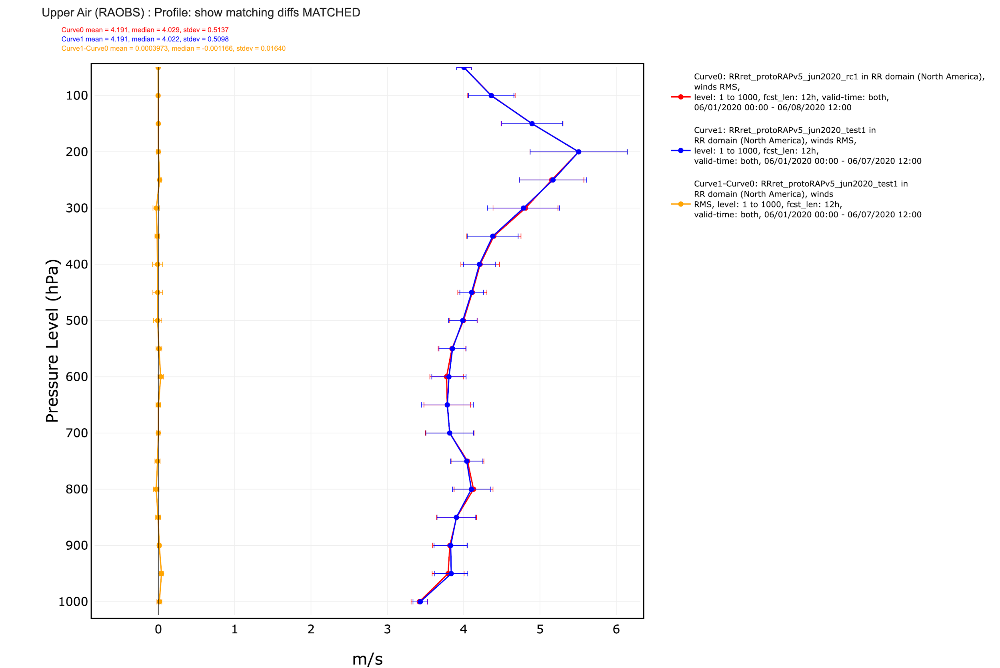 Upper Air (RAOBS) : Profile: show matching diffs MATCHED
Curve0 mean = 4.191, median = 4.029, stdev = 0.5137
Curve1 mean = 4.191, median = 4.022, stdev = 0.5098
Curve1-Curve0 mean = 0.0003973, median = -0.001166, stdev = 0.01640
Pressure Level (hPa)
100
200
300
400
500
600
700
800
900
1000
0 1 2 3 4 5 6
m/s
Curve0: RRret_protoRAPv5_jun2020_rc1 in RR domain (North America),
winds RMS,
level: 1 to 1000, fcst_len: 12h, valid-time: both,
06/01/2020 00:00 - 06/08/2020 12:00
Curve1: RRret_protoRAPv5_jun2020_test1 in
RR domain (North America), winds RMS,
level: 1 to 1000, fcst_len: 12h,
valid-time: both, 06/01/2020 00:00 - 06/07/2020 12:00
Curve1-Curve0: RRret_protoRAPv5_jun2020_test1 in
RR domain (North America), winds
RMS, level: 1 to 1000, fcst_len: 12h,
valid-time: both, 06/01/2020 00:00 - 06/07/2020 12:00